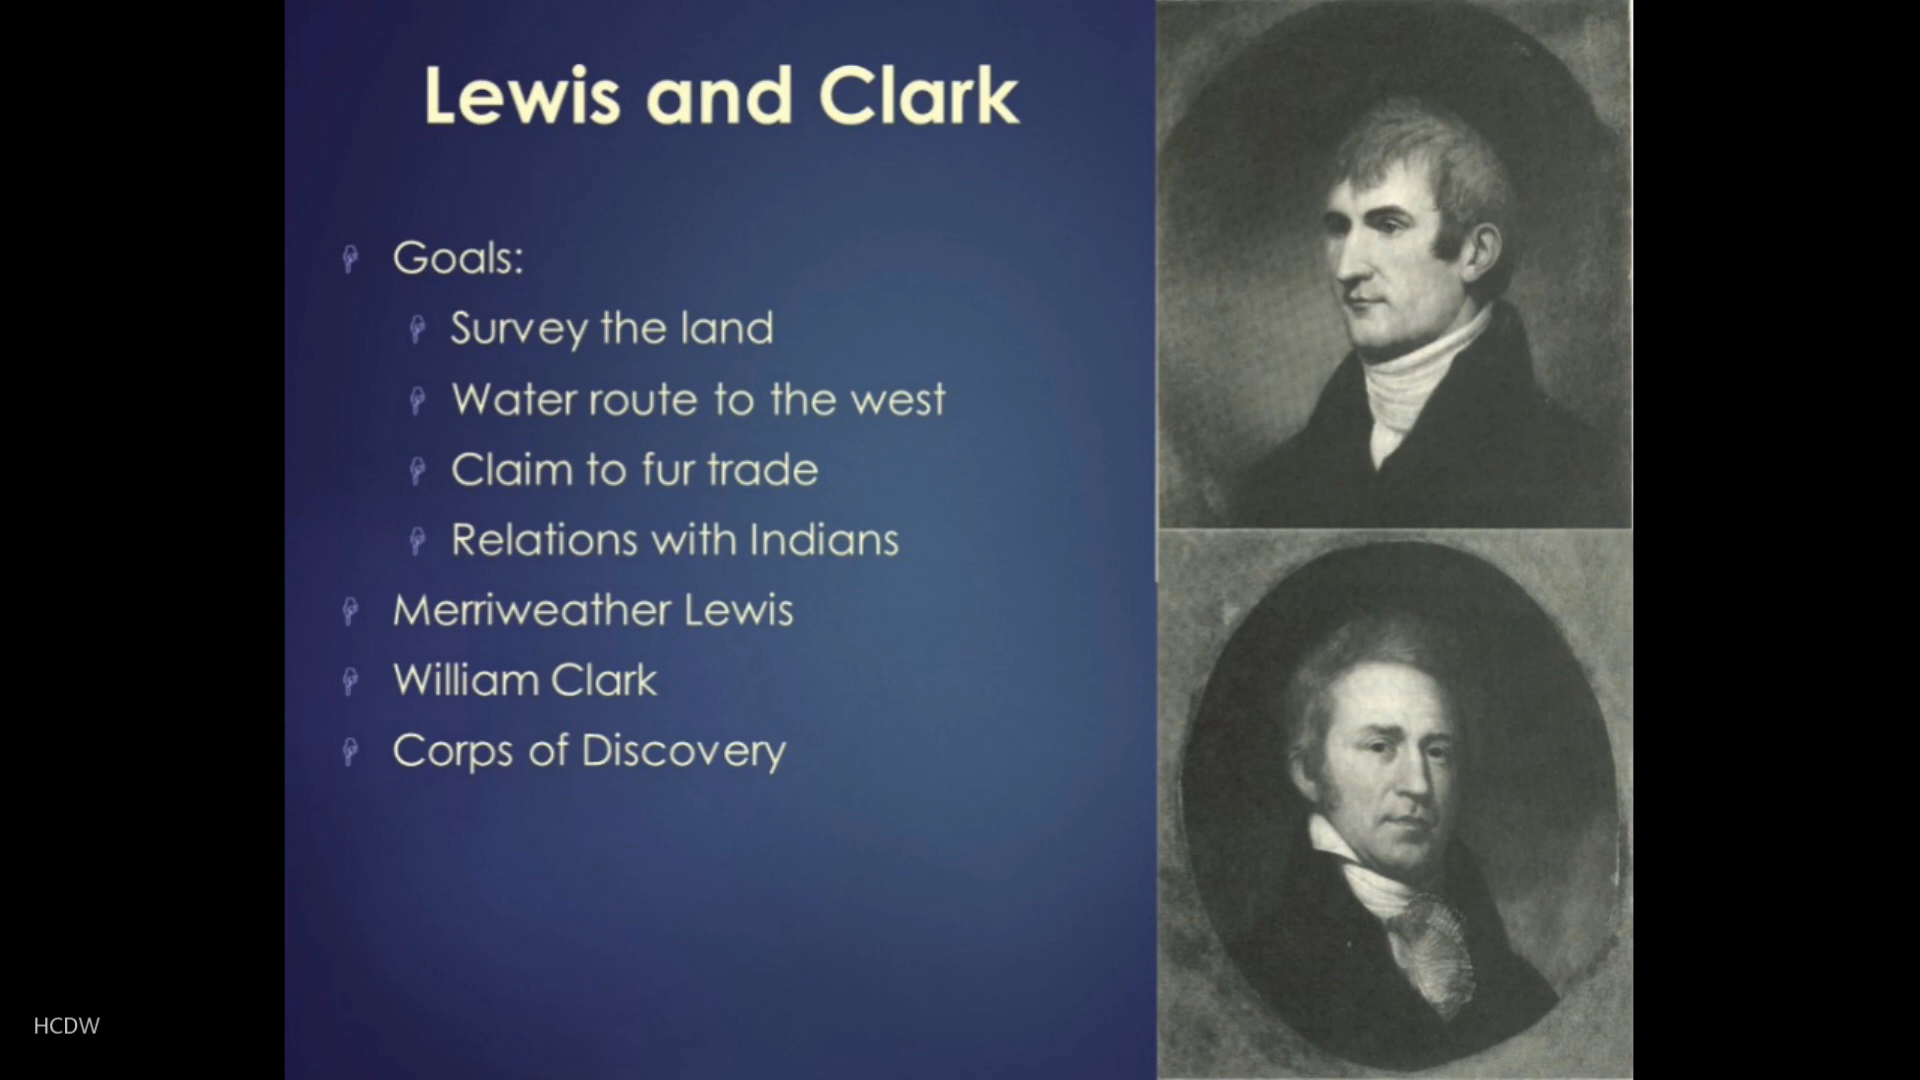 Lewis and Clark
Goals:
Survey the land
Water route to the west
Claim to fur trade
Relations with Indians
Merriweather Lewis
William Clark
Corps of Discovery
HCDW